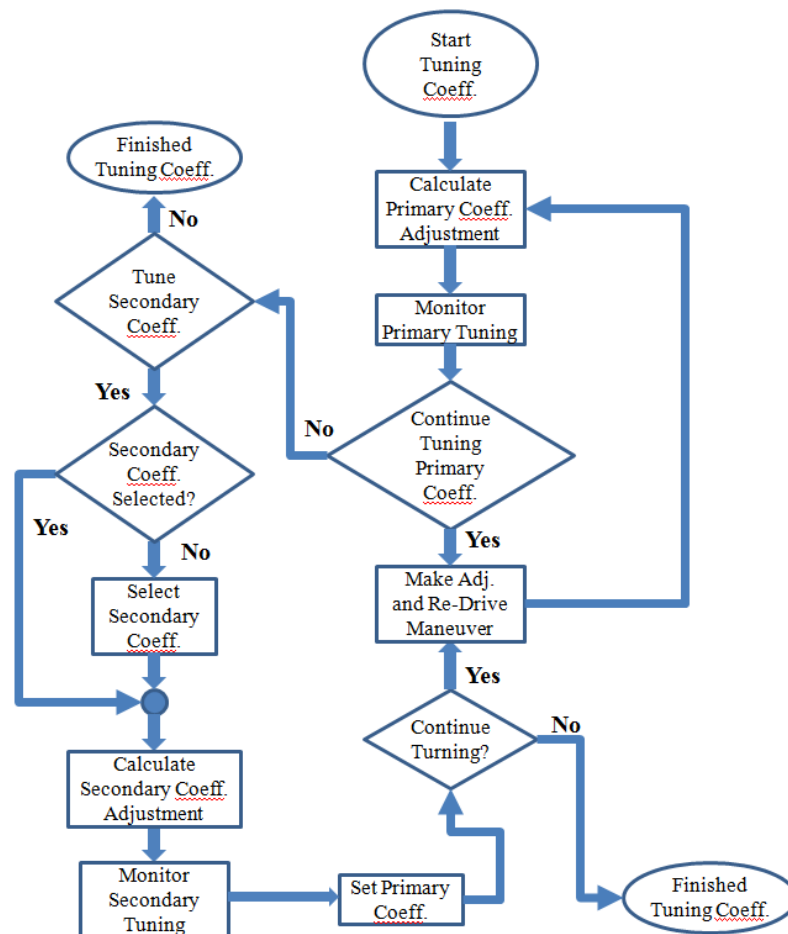 Start
Tuning
Coeff.
Finished
Tuning Coeff.
Calculate
Primary Coeff.
Adjustment
No
Tune
Secondary
Coeff.
Monitor
Primary Tuning
Yes
No
Continue
Tuning
Primary
Coeff.
Secondary
Coeff.
Selected?
Yes
No
Yes
Make Adj.
and Re-Drive
Maneuver
Select
Secondary
Coeff.
Yes
Continue
Turning?
No
Calculate
Secondary Coeff.
Adjustment
Monitor
Secondary
Tuning
Set Primary
Coeff.
Finished
Tuning Coeff.